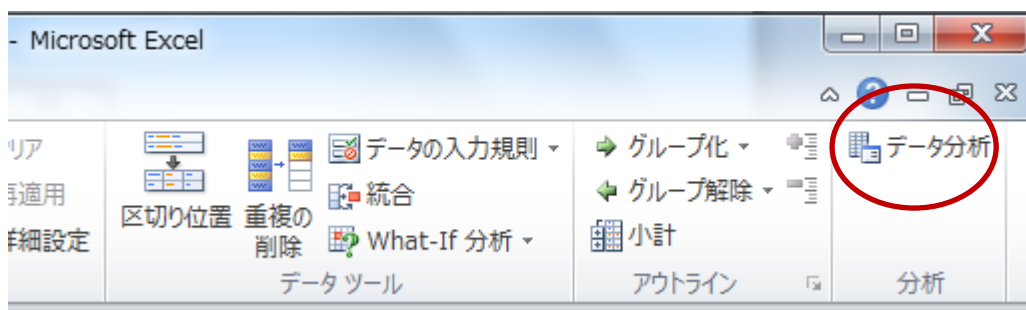 - Microsoft Excel
リア
再適用
詳細設定
区切り位置
重複の
削除
データの入力規則
統合
What-If 分析
データ ツール
グループ化
グループ解除
小計
アウトライン
データ分析
分析